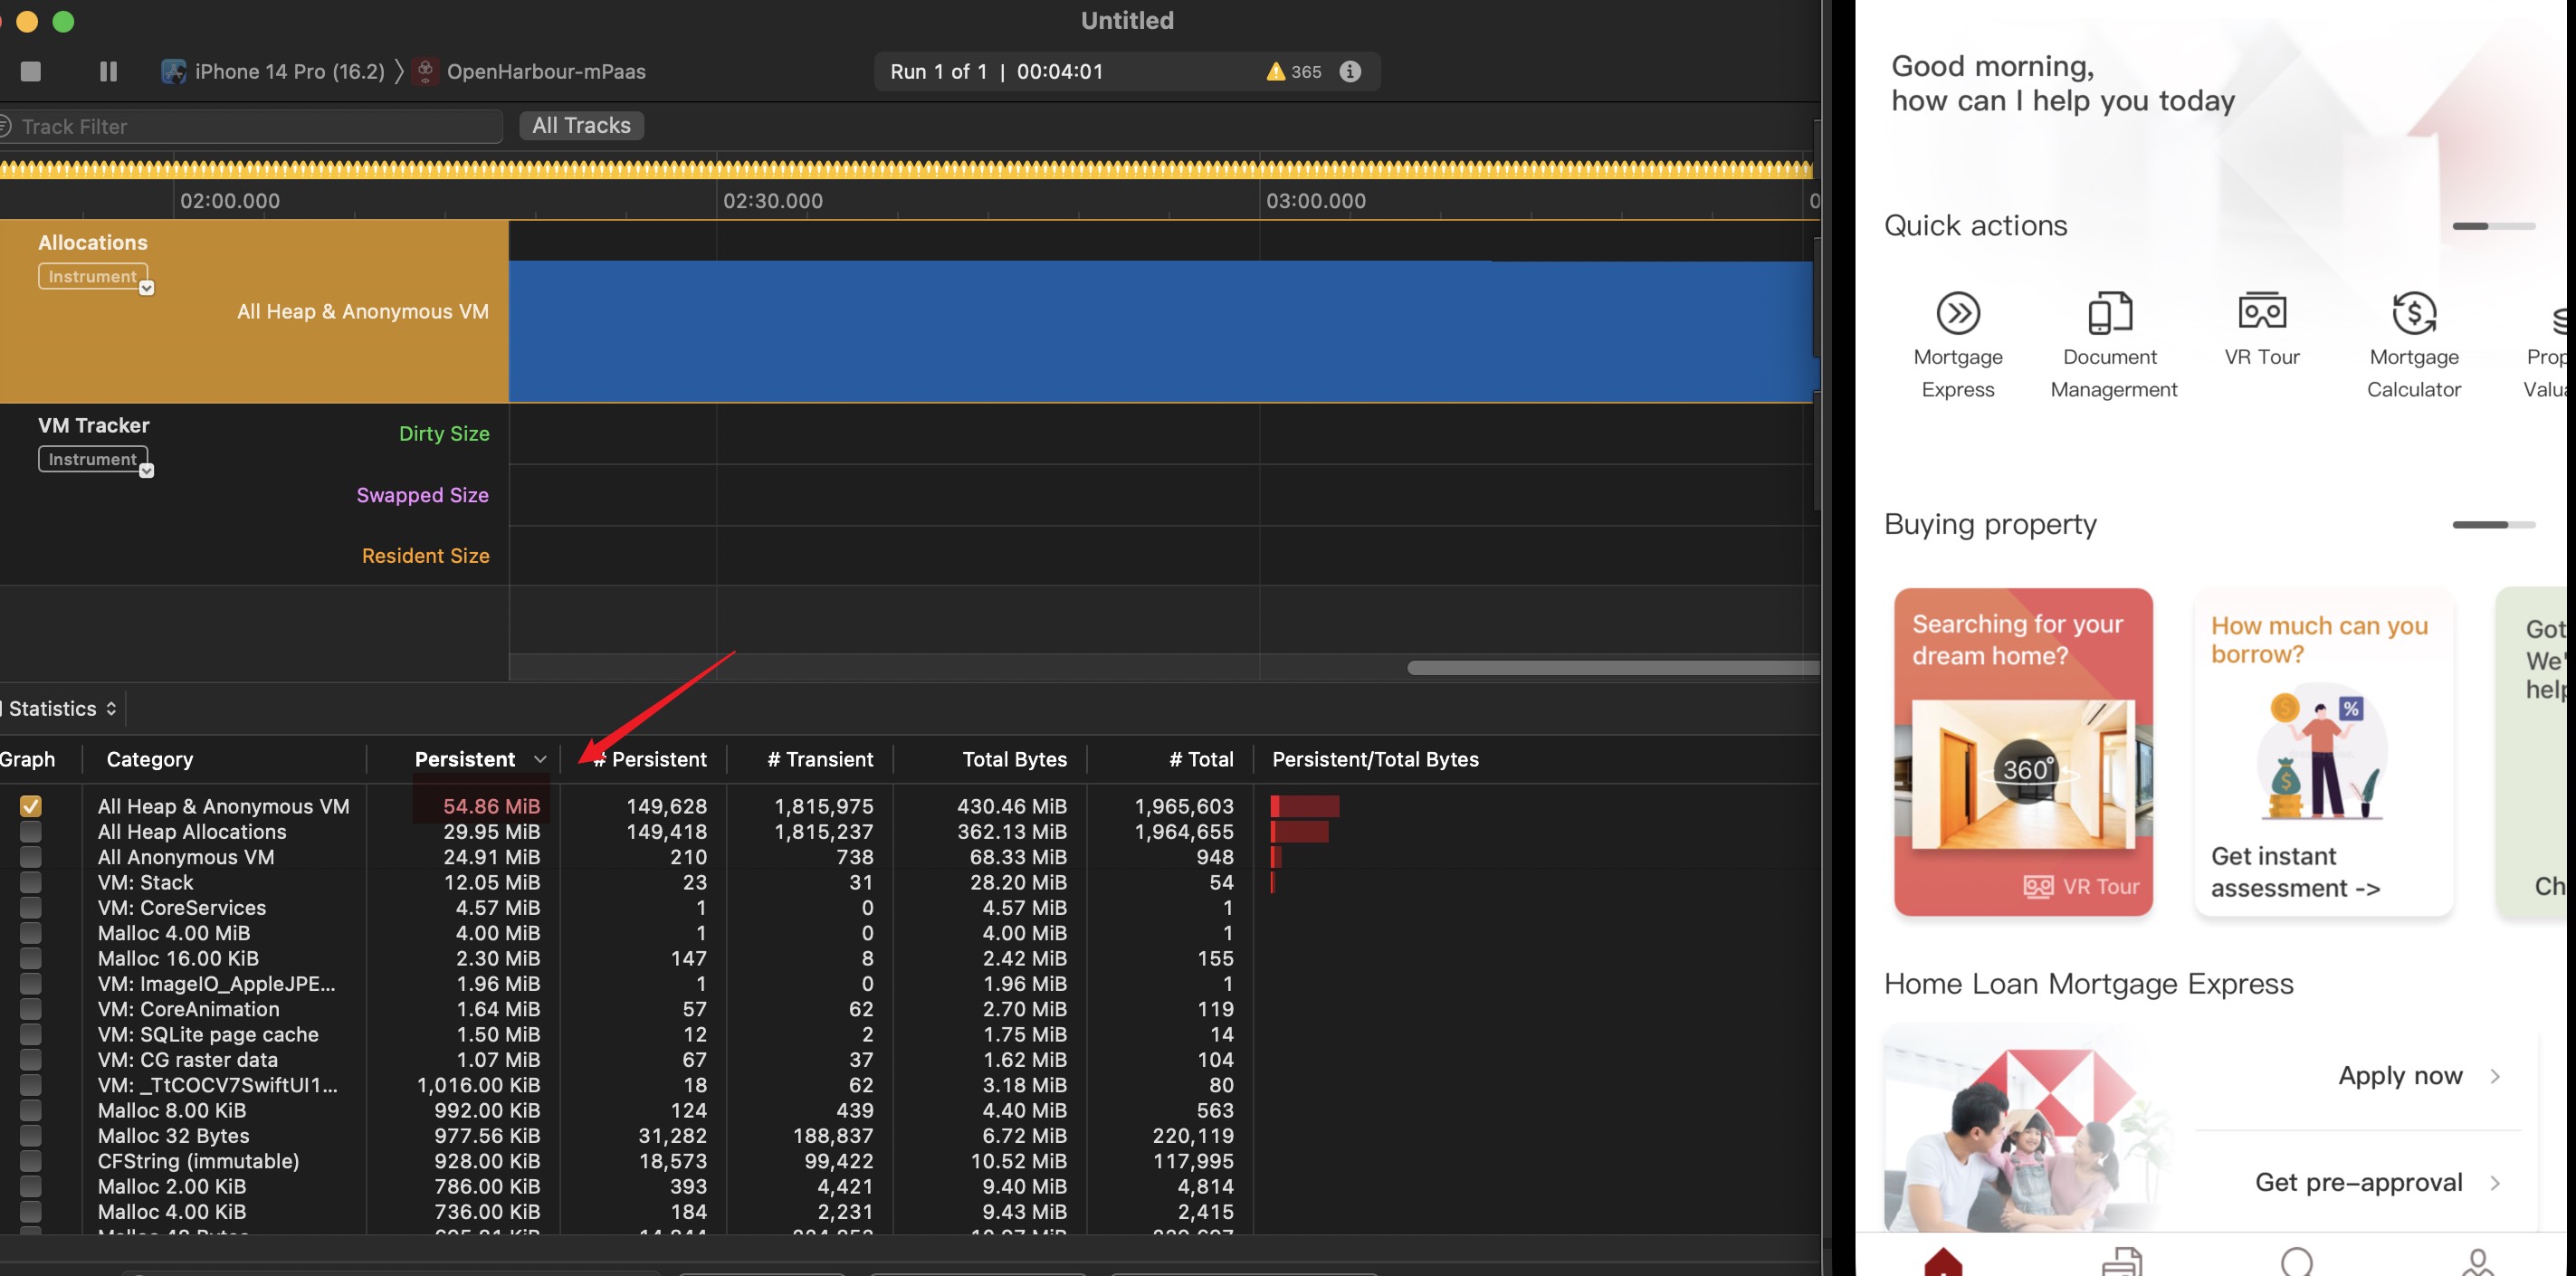 Untitled
iPhone 14 Pro (16.2) 〉 OpenHarbour-mPaas
Run 1 of 1 | 00:04:01
365
Track Filter
All Tracks
02:00.000
02:30.000
03:00.000
0
Allocations
Instrument
All Heap & Anonymous VM
VM Tracker
Instrument
Dirty Size
Swapped Size
Resident Size
Statistics
Graph Category Persistent # Persistent # Transient Total Bytes # Total Persistent/Total Bytes
All Heap & Anonymous VM 54.86 MiB 149,628 1,815,975 430.46 MiB 1,965,603
All Heap Allocations 29.95 MiB 149,418 1,815,237 362.13 MiB 1,964,655
All Anonymous VM 24.91 MiB 210 738 68.33 MiB 948
VM: Stack 12.05 MiB 23 31 28.20 MiB 54
VM: CoreServices 4.57 MiB 1 0 4.57 MiB 1
Malloc 4.00 MiB 4.00 MiB 1 0 4.00 MiB 1
Malloc 16.00 KiB 2.30 MiB 147 8 2.42 MiB 155
VM: ImageIO_AppleJPE... 1.96 MiB 1 0 1.96 MiB 1
VM: CoreAnimation 1.64 MiB 57 62 2.70 MiB 119
VM: SQLite page cache 1.50 MiB 12 2 1.75 MiB 14
VM: CG raster data 1.07 MiB 67 37 1.62 MiB 104
VM: _TtCOCV7SwiftUI1... 1,016.00 KiB 18 62 3.18 MiB 80
Malloc 8.00 KiB 992.00 KiB 124 439 4.40 MiB 563
Malloc 32 Bytes 977.56 KiB 31,282 188,837 6.72 MiB 220,119
CFString (immutable) 928.00 KiB 18,573 99,422 10.52 MiB 117,995
Malloc 2.00 KiB 786.00 KiB 393 4,421 9.40 MiB 4,814
Malloc 4.00 KiB 736.00 KiB 184 2,231 9.43 MiB 2,415
Good morning,
how can I help you today
Quick actions
Mortgage
Express
Document
Managerment
VR Tour
Mortgage
Calculator
Prop
Valua
Buying property
Searching for your
dream home?
360°
VR Tour
How much can you
borrow?
%
Get instant
assessment ->
Got
We'
help
Ch
Home Loan Mortgage Express
Apply now
Get pre-approval